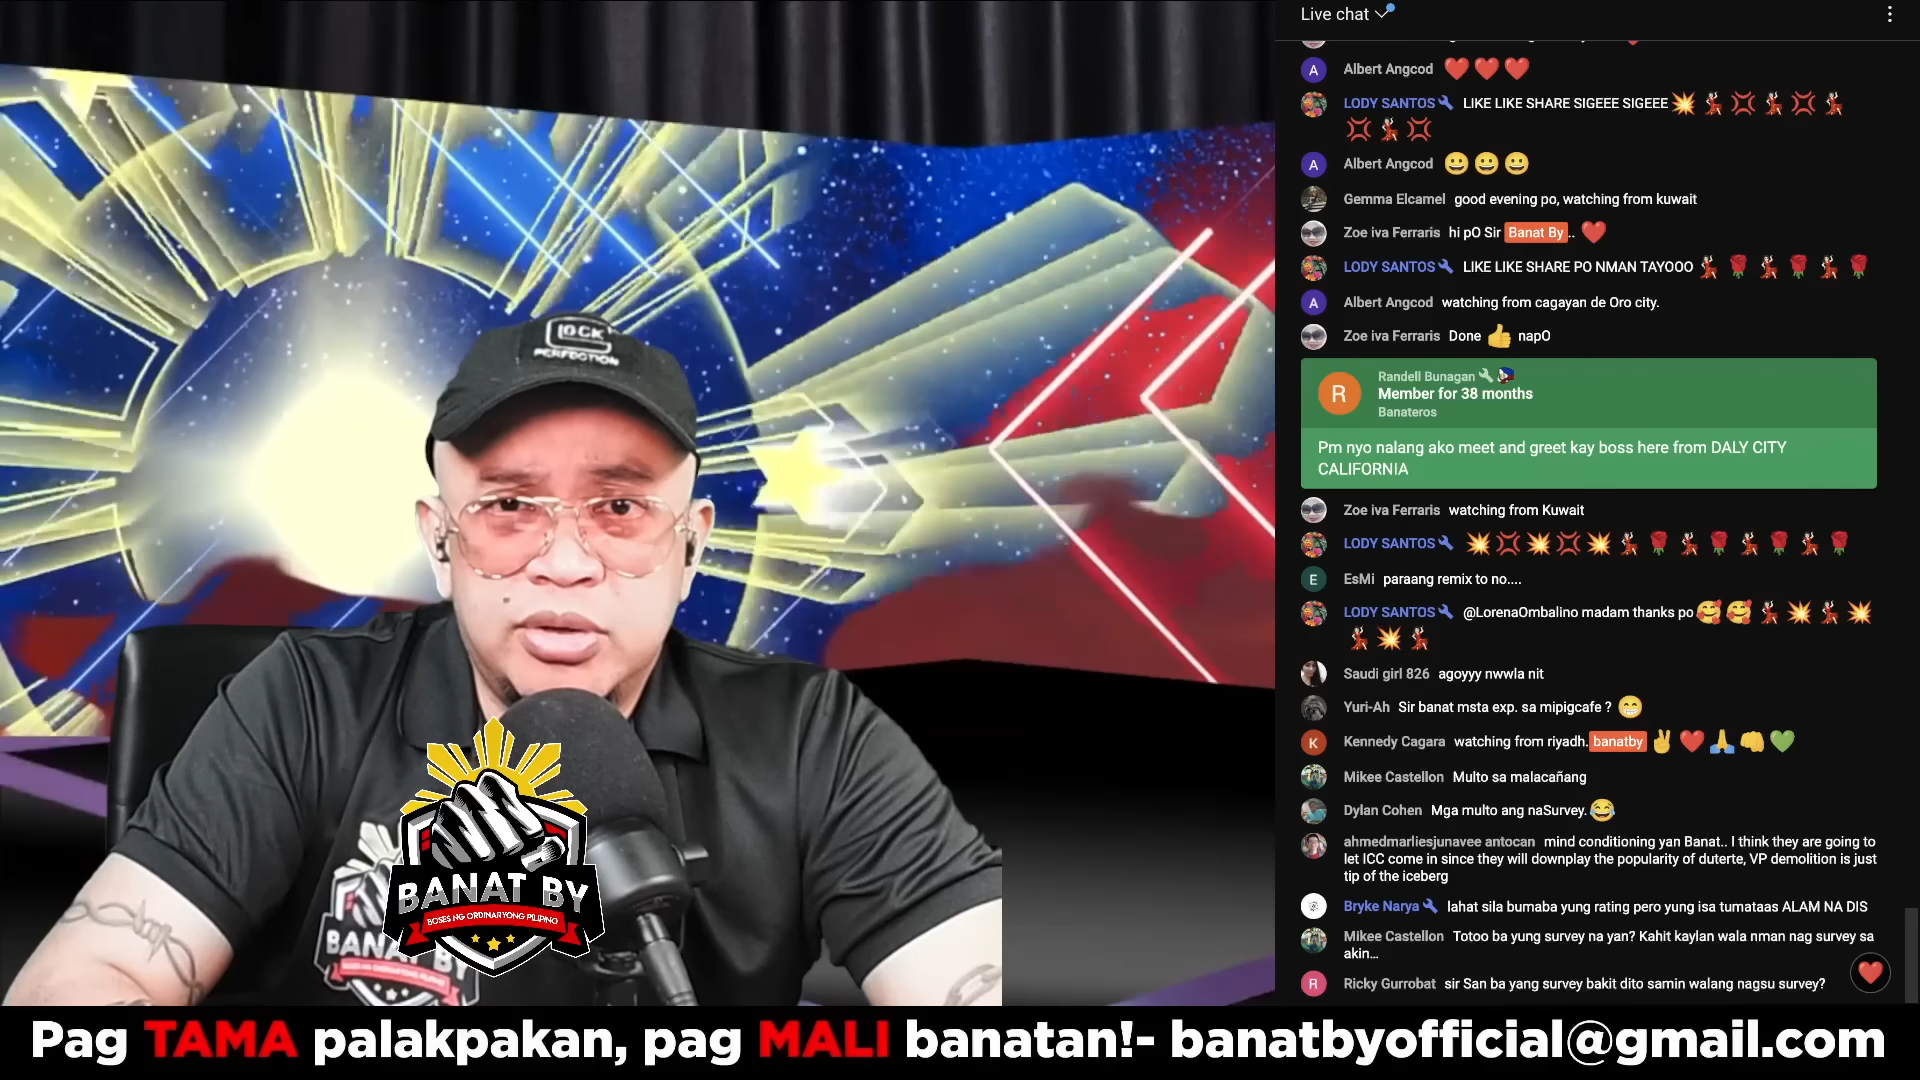 Live chat
Albert Angcod
LODY SANTOS LIKE LIKE SHARE SIGEEE SIGEEE
Albert Angcod
Gemma Elcamel good evening po, watching from kuwait
Zoe iva Ferraris hi pO Sir Banat By..
LODY SANTOS LIKE LIKE SHARE PO NMAN TAYOOO
Albert Angcod watching from cagayan de Oro city.
Zoe iva Ferraris Done napO
R
Randell Bunagan
Member for 38 months
Banateros
Pm nyo nalang ako meet and greet kay boss here from DALY CITY
CALIFORNIA
Zoe iva Ferraris watching from Kuwait
LODY SANTOS
E EsMi paraang remix to no....
LODY SANTOS @LorenaOmbalino madam thanks po
Saudi girl 826 agoyyy nwwla nit
Yuri-Ah Sir banat msta exp. sa mipigcafe ?
K Kennedy Cagara watching from riyadh. banatby
Mikee Castellon Multo sa malacañang
Dylan Cohen Mga multo ang naSurvey.
ahmedmarliesjunavee antocan mind conditioning yan Banat.. I think they are going to
let ICC come in since they will downplay the popularity of duterte, VP demolition is just
tip of the iceberg
Bryke Narya lahat sila bumaba yung rating pero yung isa tumataas ALAM NA DIS
Mikee Castellon Totoo ba yung survey na yan? Kahit kaylan wala nman nag survey sa
akin...
R Ricky Gurrobat sir San ba yang survey bakit dito samin walang nagsu survey?
PERFECTION
BANAT BY
BOSES NG ORDINARYONG PILIPINO
BANAT BY
Pag TAMA palakpakan, pag MALI banatan!- banatbyofficial@gmail.com